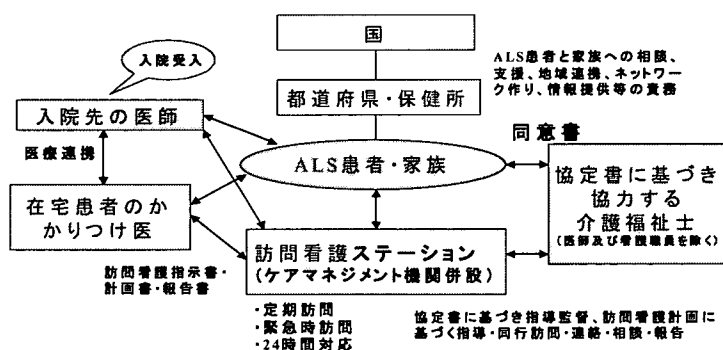 国
入院受入
ALS患者と家族への相談、
支援、地域連携、ネットワー
ク作り、情報提供等の責務
都道府県・保健所
入院先の医師
同意書
医療連携
ALS患者・家族
協定書に基づき
協力する
介護福祉士
(医師及び看護職員を除く)
在宅患者のか
かりつけ医
訪問看護ステーション
(ケアマネジメント機関併設)
訪問看護指示書・
計画書・報告書
・定期訪問
・緊急時訪問
・24時間対応
協定書に基づき指導監督、訪問看護計画に
基づく指導・同行訪問・連絡・相談・報告